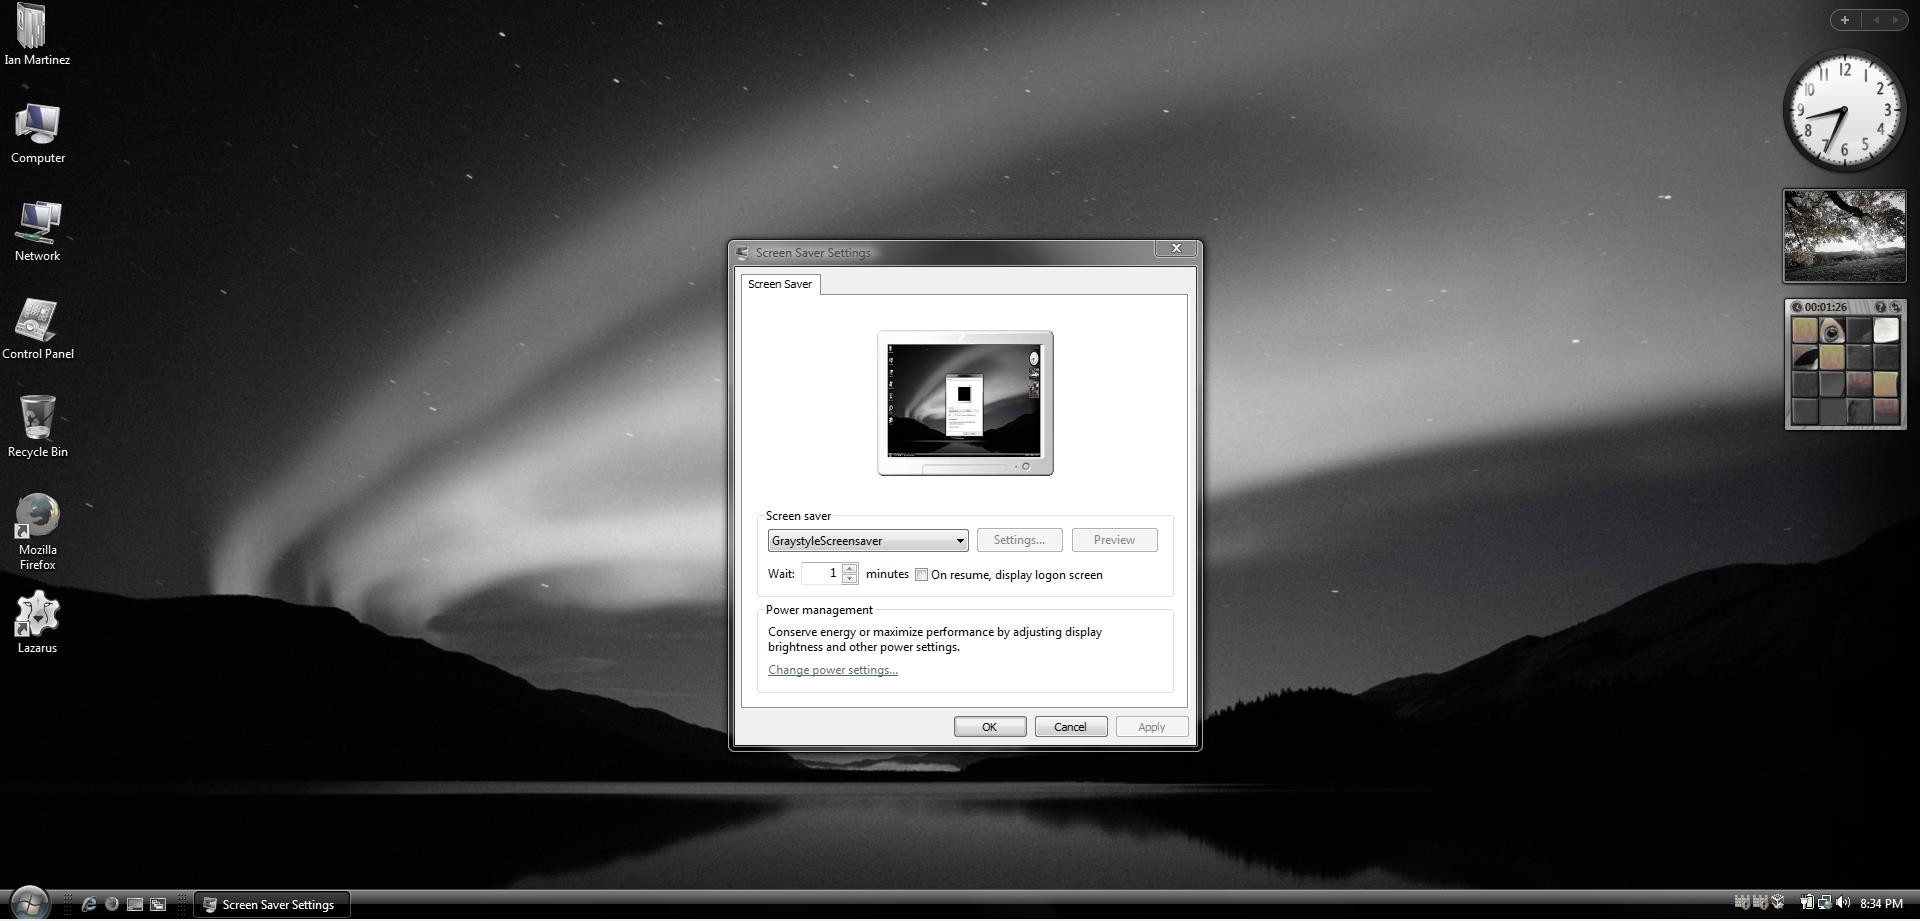 Ian Martinez
Computer
Network
Control Panel
Recycle Bin
Mozilla
Firefox
Lazarus
Screen Saver Settings
X
Screen Saver
Screen saver
GraystyleScreensaver
Settings...
Preview
Wait:
1
minutes
On resume, display logon screen
Power management
Conserve energy or maximize performance by adjusting display
brightness and other power settings.
Change power settings...
OK
Cancel
Apply
+
12
1
2
3
4
5
6
7
8
9
10
11
00:01:26
?
Screen Saver Settings
8:34 PM